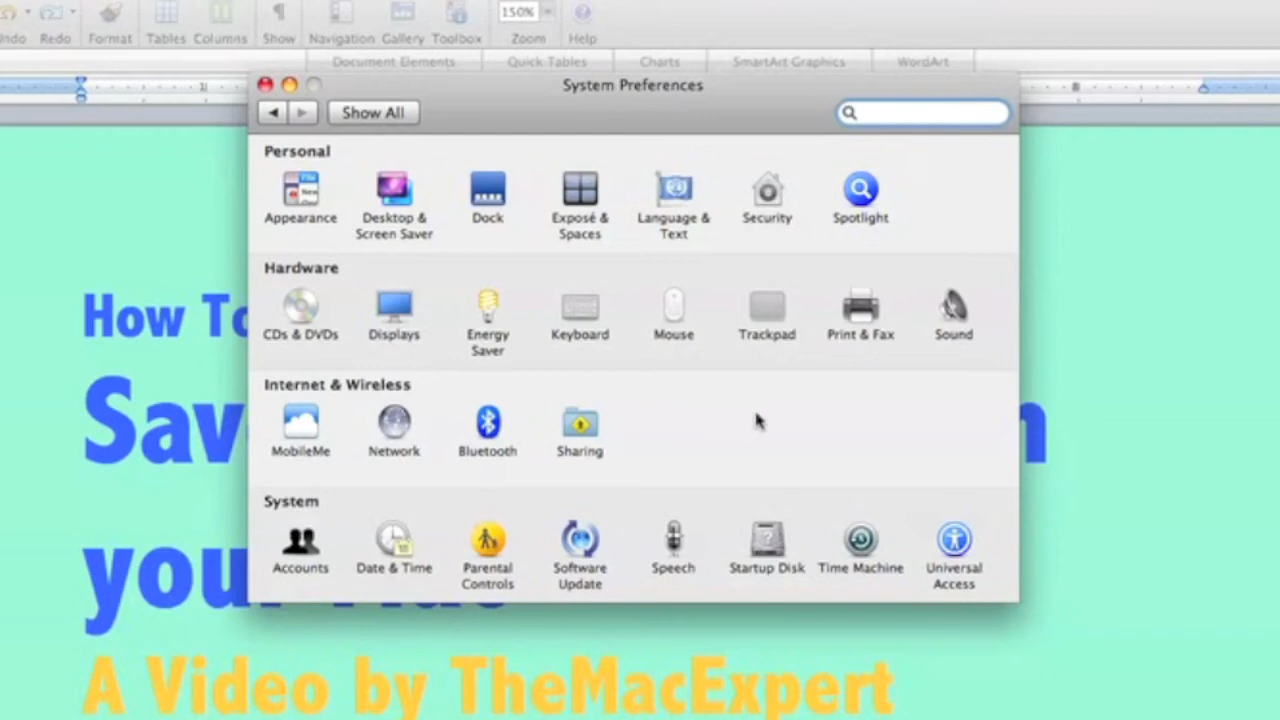 Undo Redo Format Tables Columns Show Navigation Gallery Toolbox 150% Zoom Help
Document Elements Quick Tables Charts SmartArt Graphics WordArt
System Preferences
Show All
Personal
Appearance
Desktop & Screen Saver
Dock
Exposé & Spaces
Language & Text
Security
Spotlight
Hardware
CDs & DVDs
Displays
Energy Saver
Keyboard
Mouse
Trackpad
Print & Fax
Sound
Internet & Wireless
MobileMe
Network
Bluetooth
Sharing
System
Accounts
Date & Time
Parental Controls
Software Update
Speech
Startup Disk
Time Machine
Universal Access
How To
Sav
you
A Video by TheMacExpert